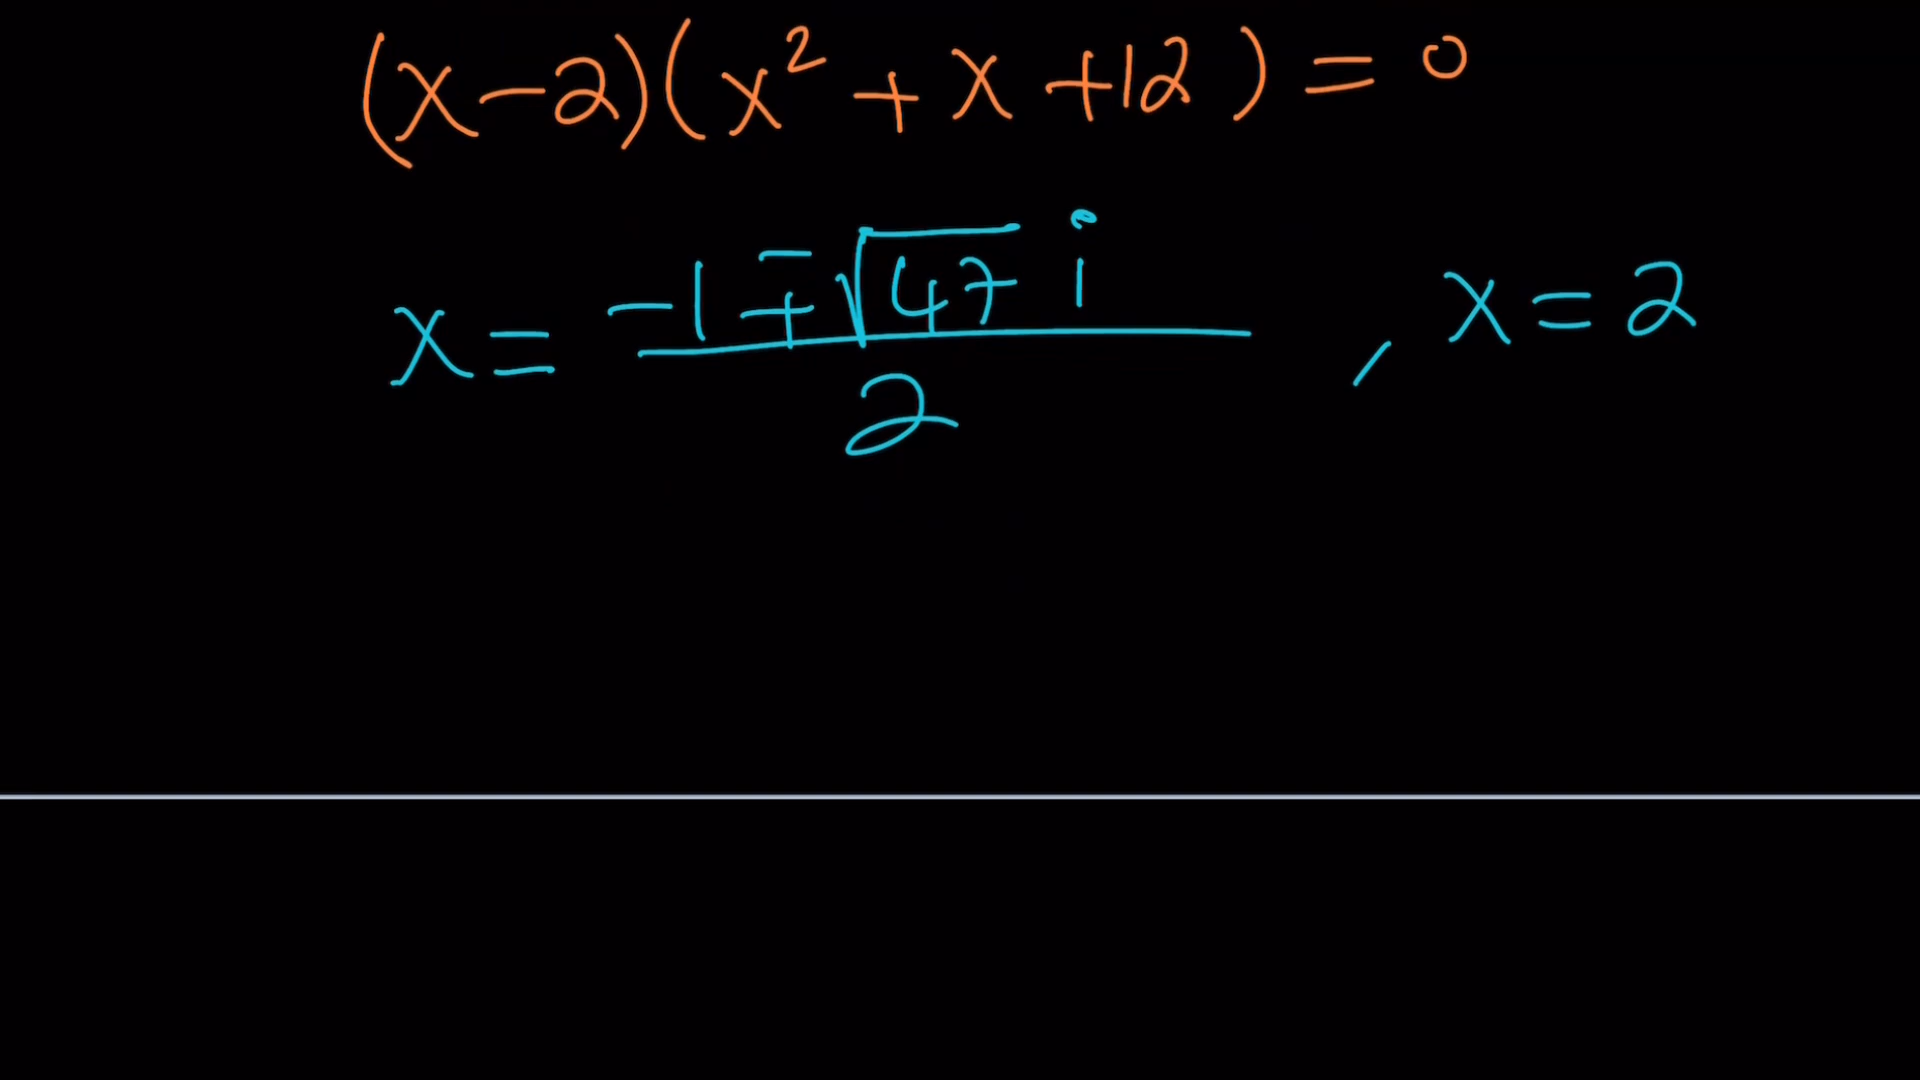 (x-2)(x²+x+12)=0
x = (-1∓√47 i)/2 , x=2